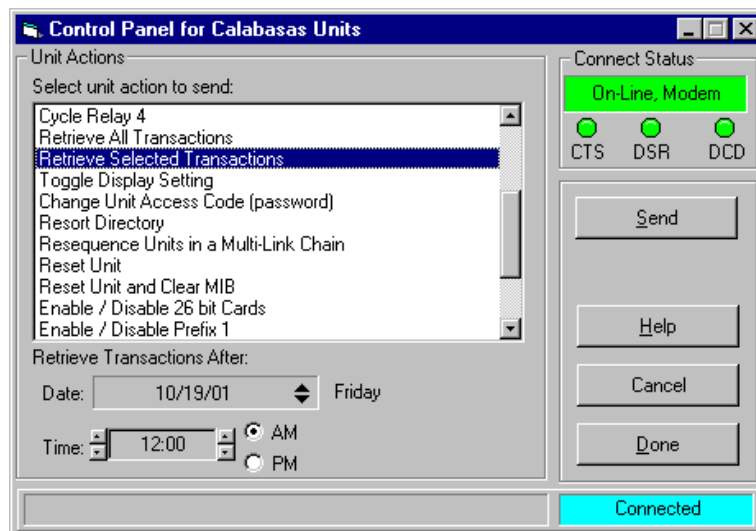 Control Panel for Calabasas Units
Unit Actions
Select unit action to send:
Cycle Relay 4
Retrieve All Transactions
Retrieve Selected Transactions
Toggle Display Setting
Change Unit Access Code (password)
Resort Directory
Resequence Units in a Multi-Link Chain
Reset Unit
Reset Unit and Clear MIB
Enable / Disable 26 bit Cards
Enable / Disable Prefix 1
Retrieve Transactions After:
Date: 10/19/01 Friday
Time: 12:00 AM
PM
Connect Status
On-Line, Modem
CTS DSR DCD
Send
Help
Cancel
Done
Connected